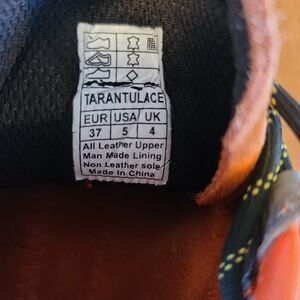 TARANTULACE
EUR USA UK
37 5 4
All Leather Upper
Man Made Lining
Non Leather sole
Made In China